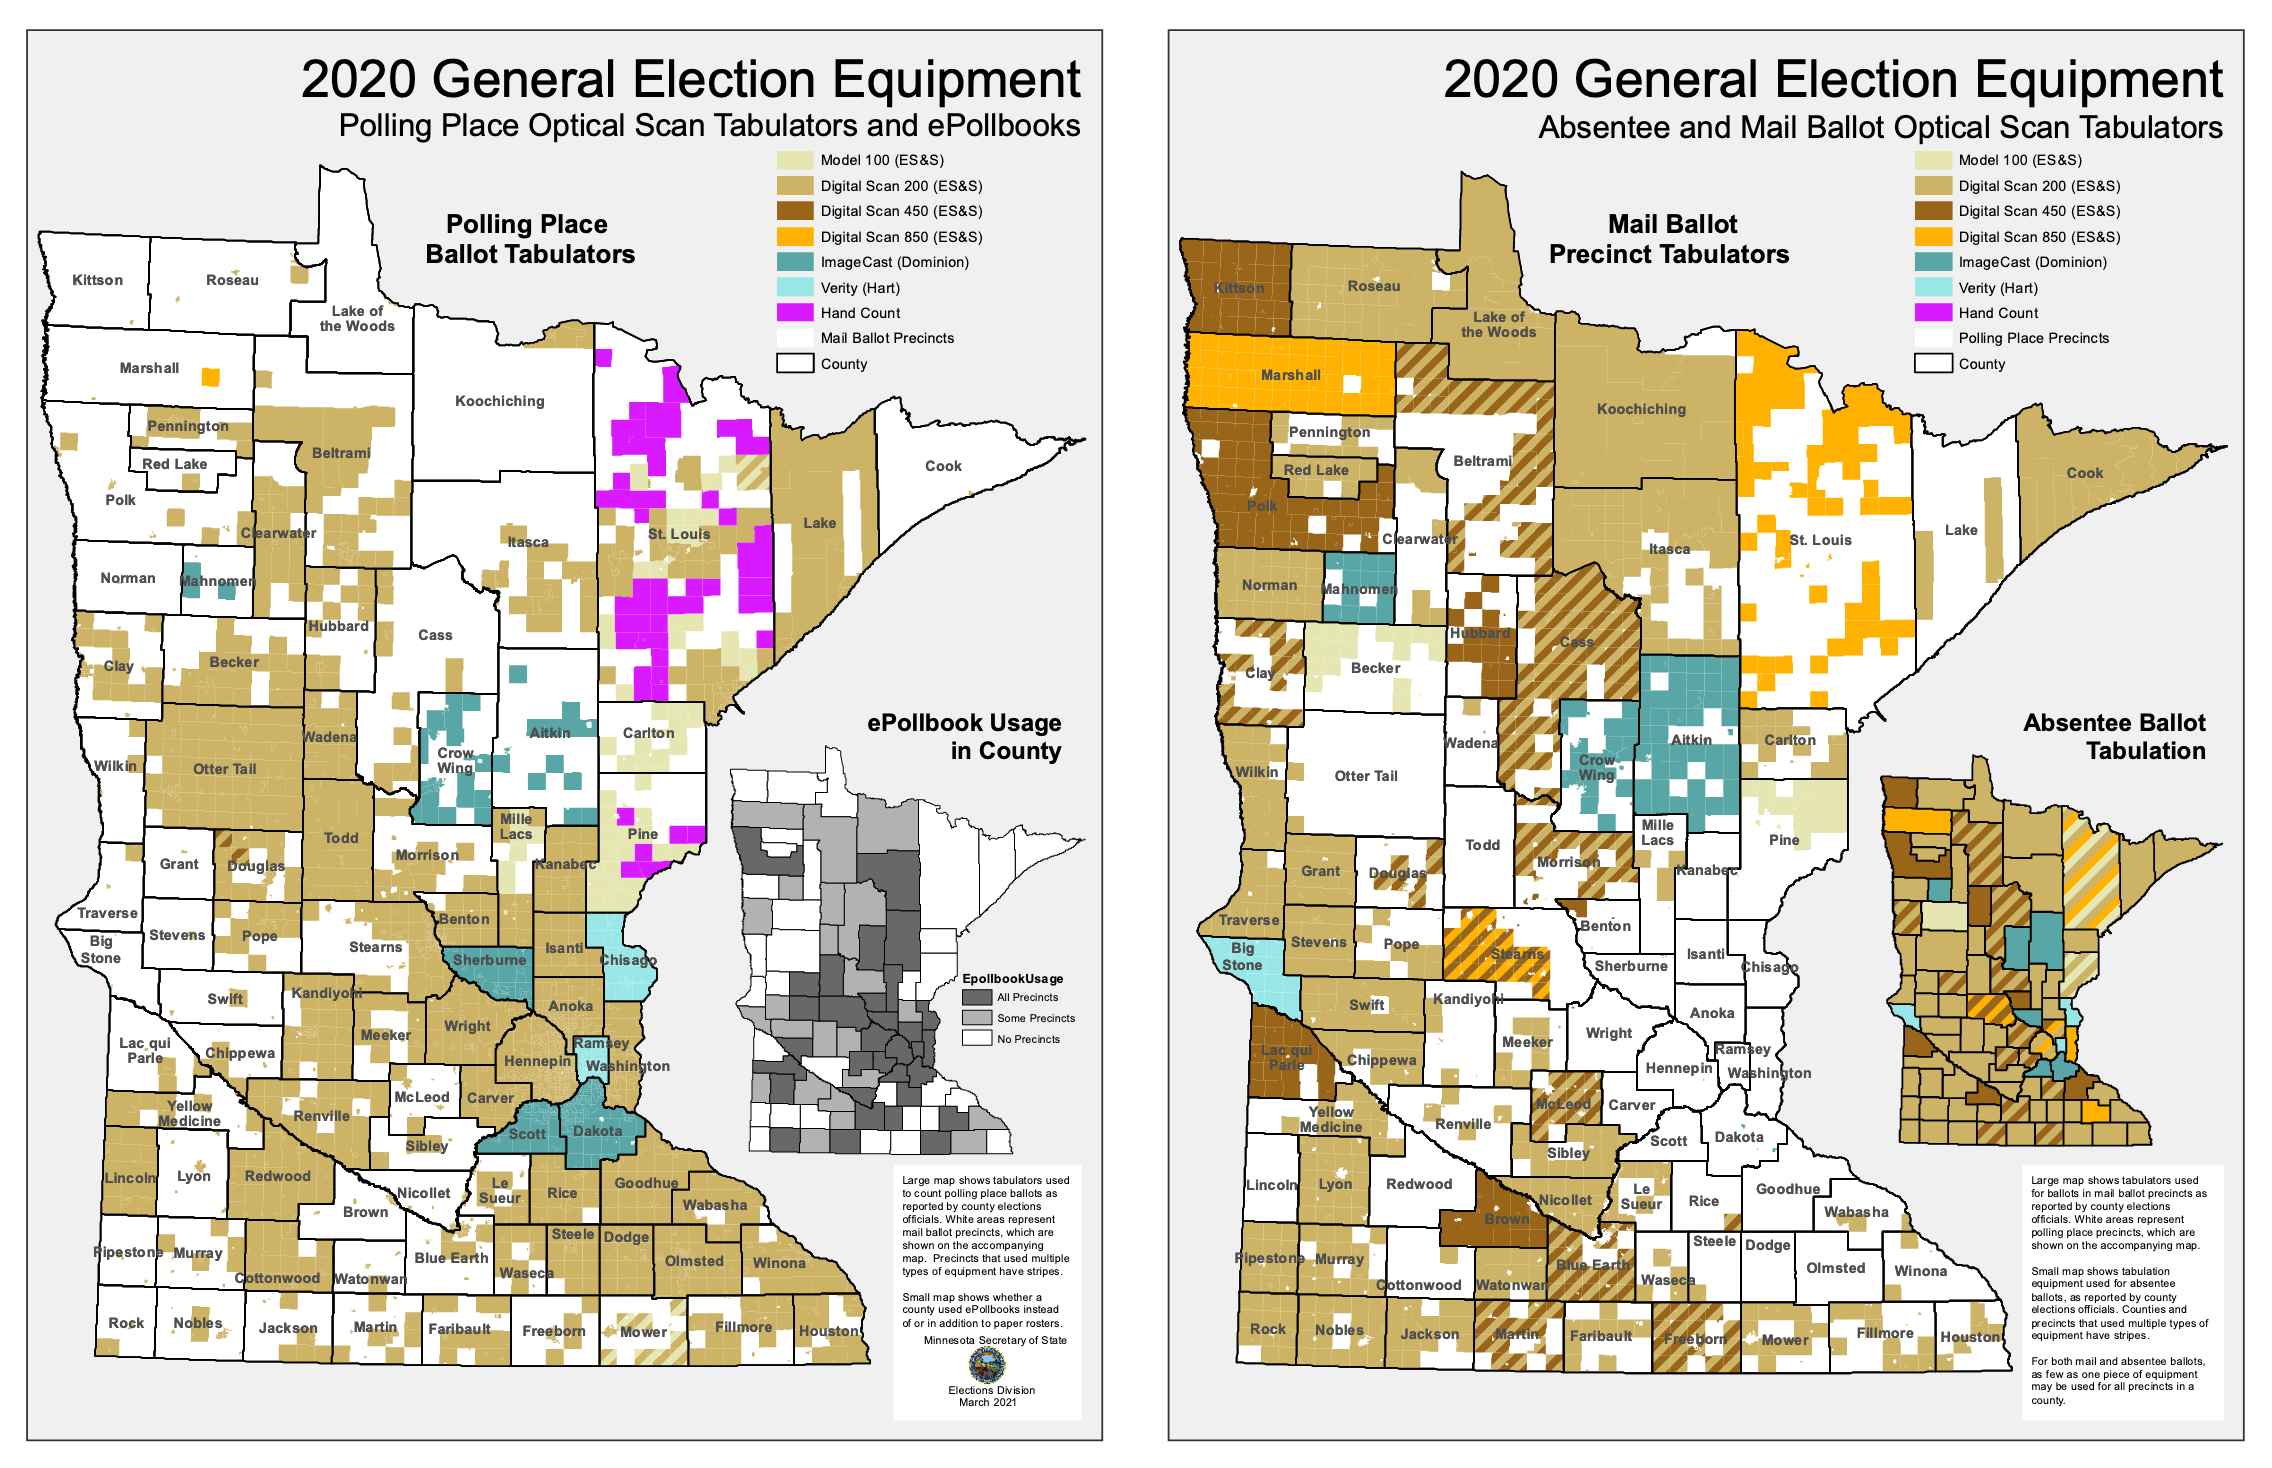 2020 General Election Equipment
Polling Place Optical Scan Tabulators and ePollbooks
Model 100 (ES&S)
Digital Scan 200 (ES&S)
Digital Scan 450 (ES&S)
Digital Scan 850 (ES&S)
ImageCast (Dominion)
Verity (Hart)
Hand Count
Mail Ballot Precincts
County
Polling Place
Ballot Tabulators
Kittson
Roseau
Lake of
the Woods
Marshall
Koochiching
Pennington
Beltrami
Red Lake
Cook
Polk
Clearwater
Itasca
St. Louis
Lake
Norman
Mahnomen
Hubbard
Cass
Clay
Becker
Wadena
Aitkin
Carlton
Crow
Wing
Wilkin
Otter Tail
Mille
Lacs
Pine
Todd
Grant
Douglas
Morrison
Kanabec
Traverse
Benton
Big
Stone
Stevens
Pope
Stearns
Isanti
Sherburne
Chisago
Swift
Kandiyohi
Anoka
Meeker
Wright
Lac qui
Parle
Chippewa
Hennepin
Ramsey
Washington
McLeod
Carver
Yellow
Medicine
Renville
Scott
Dakota
Sibley
Lincoln
Lyon
Redwood
Nicollet
Le
Sueur
Rice
Goodhue
Wabasha
Brown
Pipestone
Murray
Cottonwood
Watonwan
Blue Earth
Waseca
Steele
Dodge
Olmsted
Winona
Rock
Nobles
Jackson
Martin
Faribault
Freeborn
Mower
Fillmore
Houston
ePollbook Usage
in County
EpollbookUsage
All Precincts
Some Precincts
No Precincts
Large map shows tabulators used
to count polling place ballots as
reported by county elections
officials. White areas represent
mail ballot precincts, which are
shown on the accompanying
map. Precincts that used multiple
types of equipment have stripes.
Small map shows whether a
county used ePollbooks instead
of or in addition to paper rosters.
Minnesota Secretary of State
Elections Division
March 2021
2020 General Election Equipment
Absentee and Mail Ballot Optical Scan Tabulators
Model 100 (ES&S)
Digital Scan 200 (ES&S)
Digital Scan 450 (ES&S)
Digital Scan 850 (ES&S)
ImageCast (Dominion)
Verity (Hart)
Hand Count
Polling Place Precincts
County
Mail Ballot
Precinct Tabulators
Kittson
Roseau
Lake of
the Woods
Marshall
Koochiching
Pennington
Beltrami
Red Lake
Cook
Polk
Clearwater
Itasca
St. Louis
Lake
Norman
Mahnomen
Hubbard
Cass
Clay
Becker
Wadena
Aitkin
Carlton
Crow
Wing
Wilkin
Otter Tail
Mille
Lacs
Pine
Todd
Grant
Douglas
Morrison
Kanabec
Traverse
Benton
Big
Stone
Stevens
Pope
Stearns
Isanti
Sherburne
Chisago
Swift
Kandiyohi
Anoka
Meeker
Wright
Lac qui
Parle
Chippewa
Hennepin
Ramsey
Washington
McLeod
Carver
Yellow
Medicine
Renville
Scott
Dakota
Sibley
Lincoln
Lyon
Redwood
Nicollet
Le
Sueur
Rice
Goodhue
Wabasha
Brown
Pipestone
Murray
Cottonwood
Watonwan
Blue Earth
Waseca
Steele
Dodge
Olmsted
Winona
Rock
Nobles
Jackson
Martin
Faribault
Freeborn
Mower
Fillmore
Houston
Absentee Ballot
Tabulation
Large map shows tabulators used
for ballots in mail ballot precincts as
reported by county elections
officials. White areas represent
polling place precincts, which are
shown on the accompanying map.
Small map shows tabulation
equipment used for absentee
ballots, as reported by county
elections officials. Counties and
precincts that used multiple types of
equipment have stripes.
For both mail and absentee ballots,
as few as one piece of equipment
may be used for all precincts in a
county.